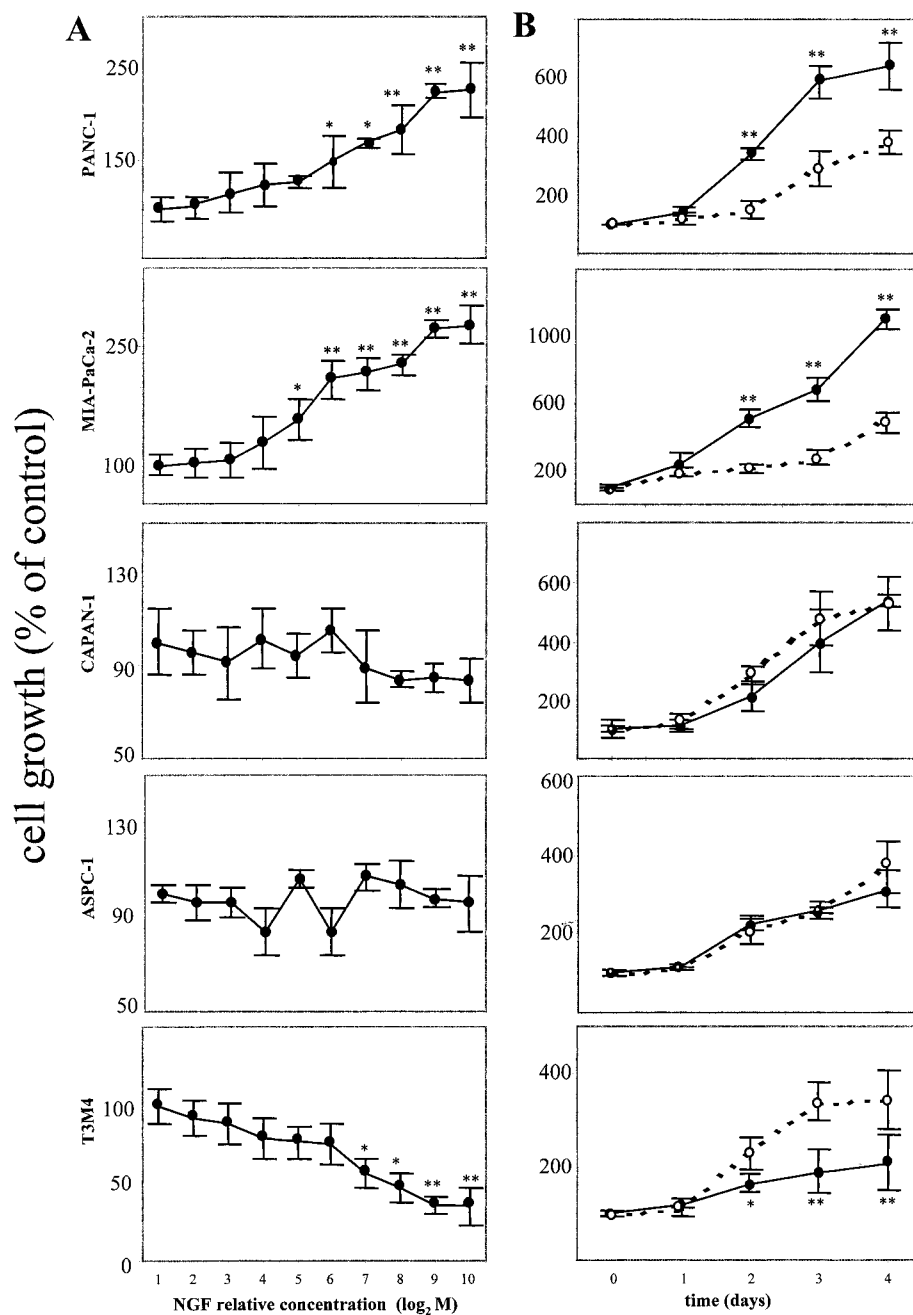 A
B
cell growth (% of control)
PANC-1
250
150
* * ** ** **
600
400
200
** ** **
MIA-PaCa-2
250
100
* ** ** ** ** **
1000
600
200
** ** **
CAPAN-1
130
90
50
600
400
200
ASPC-1
130
90
50
600
400
200
T3M4
100
50
0
* * ** **
400
200
* ** **
1 2 3 4 5 6 7 8 9 10
NGF relative concentration (log2 M)
0 1 2 3 4
time (days)